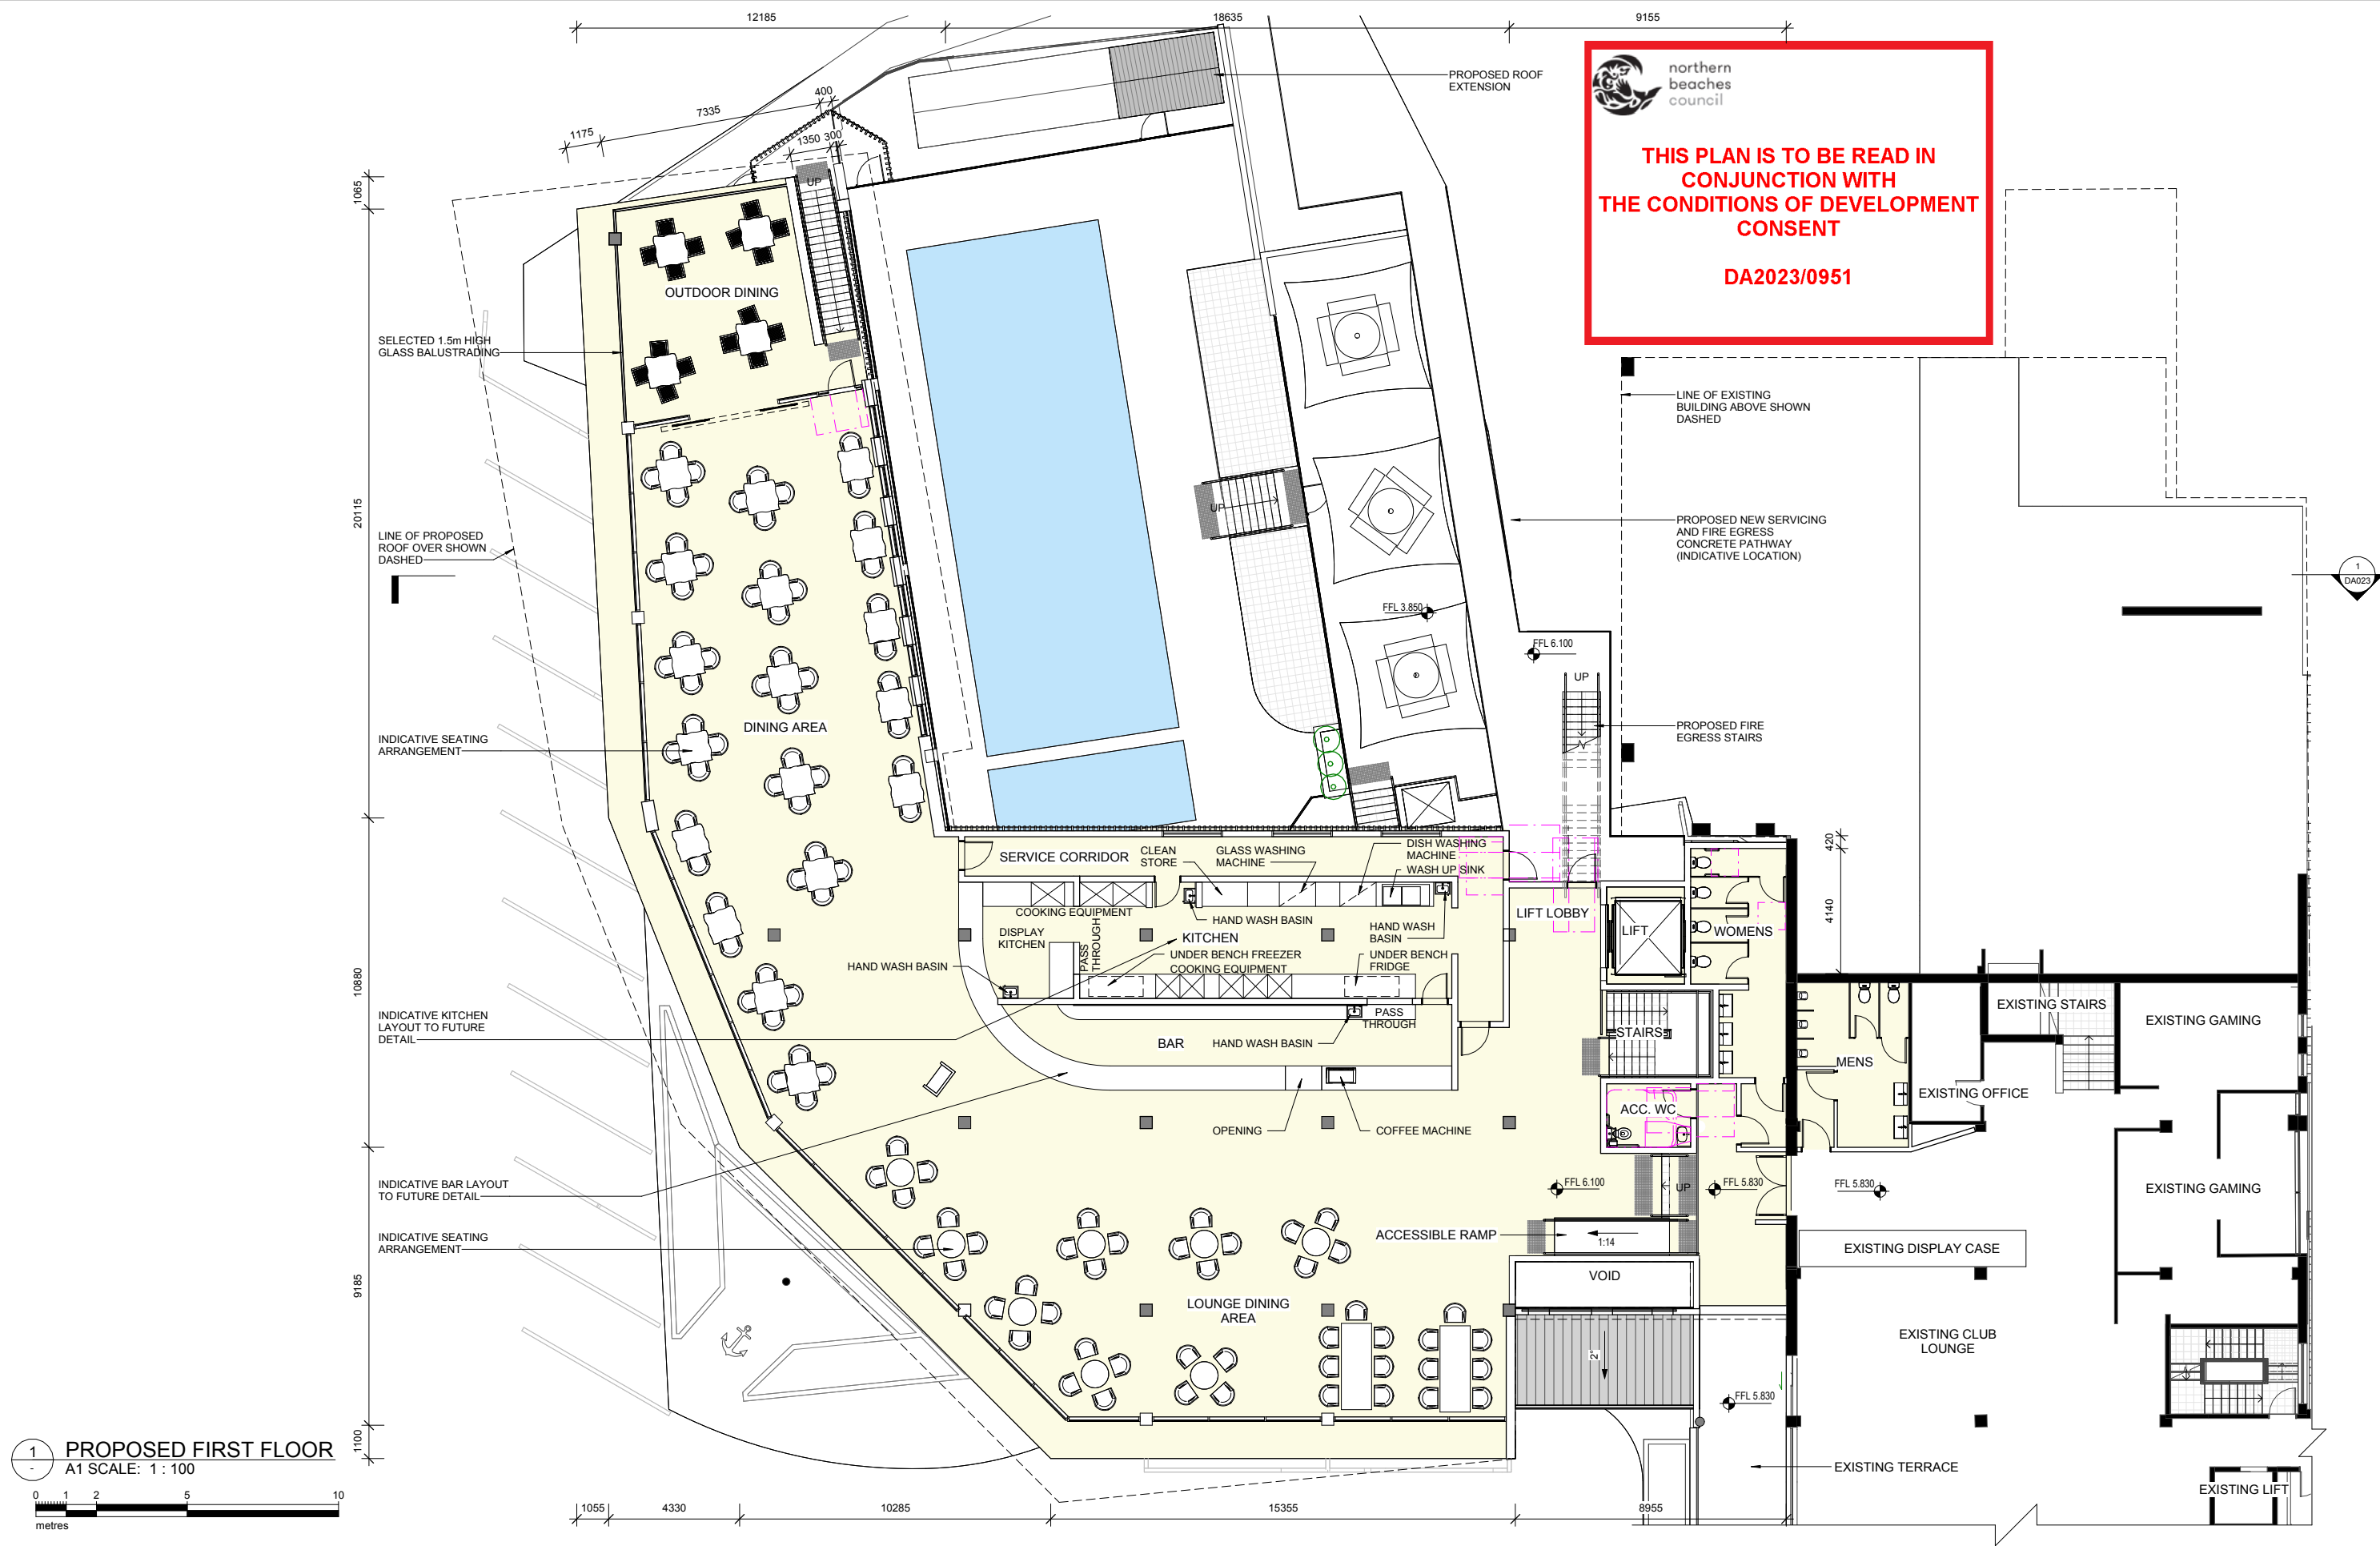 12185
18635
9155
northern
beaches
council
THIS PLAN IS TO BE READ IN
CONJUNCTION WITH
THE CONDITIONS OF DEVELOPMENT
CONSENT
DA2023/0951
PROPOSED ROOF
EXTENSION
400
7335
1175
1350
300
UP
1065
OUTDOOR DINING
SELECTED 1.5m HIGH
GLASS BALUSTRADING
LINE OF EXISTING
BUILDING ABOVE SHOWN
DASHED
20115
UP
PROPOSED NEW SERVICING
AND FIRE EGRESS
CONCRETE PATHWAY
(INDICATIVE LOCATION)
LINE OF PROPOSED
ROOF OVER SHOWN
DASHED
1
DA023
FFL 3.850
FFL 6.100
UP
DINING AREA
PROPOSED FIRE
EGRESS STAIRS
INDICATIVE SEATING
ARRANGEMENT
SERVICE CORRIDOR
CLEAN
STORE
GLASS WASHING
MACHINE
DISH WASHING
MACHINE
WASH UP SINK
420
4140
COOKING EQUIPMENT
HAND WASH BASIN
LIFT LOBBY
LIFT
WOMENS
DISPLAY
KITCHEN
PASS
THROUGH
KITCHEN
HAND WASH
BASIN
UNDER BENCH FREEZER
COOKING EQUIPMENT
UNDER BENCH
FRIDGE
HAND WASH BASIN
10880
INDICATIVE KITCHEN
LAYOUT TO FUTURE
DETAIL
PASS
THROUGH
BAR
HAND WASH BASIN
STAIRS
EXISTING STAIRS
EXISTING GAMING
MENS
EXISTING OFFICE
ACC. WC
OPENING
COFFEE MACHINE
INDICATIVE BAR LAYOUT
TO FUTURE DETAIL
FFL 6.100
UP
FFL 5.830
FFL 5.830
EXISTING GAMING
INDICATIVE SEATING
ARRANGEMENT
ACCESSIBLE RAMP
1:14
EXISTING DISPLAY CASE
VOID
9185
LOUNGE DINING
AREA
EXISTING CLUB
LOUNGE
2°
FFL 5.830
1100
1
-
PROPOSED FIRST FLOOR
A1 SCALE: 1 : 100
EXISTING TERRACE
EXISTING LIFT
0 1 2 5 10
metres
1055
4330
10285
15355
8955